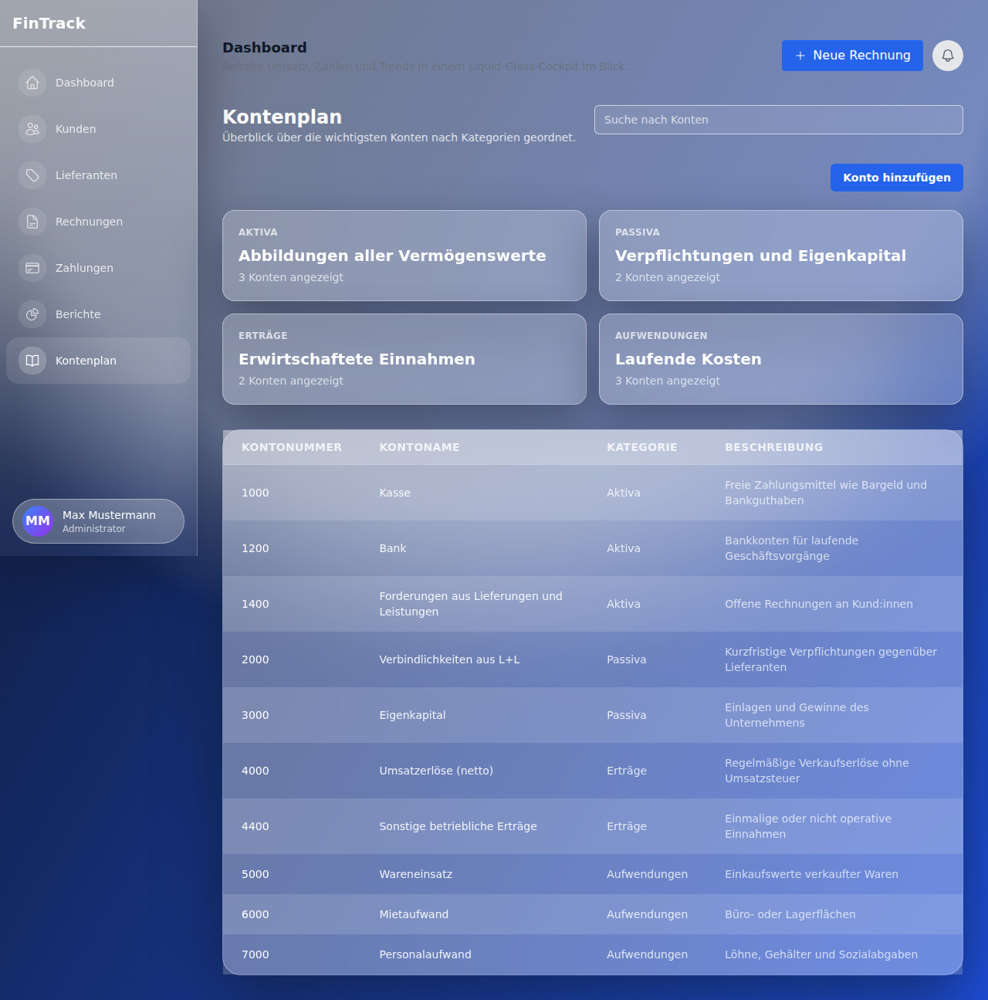 FinTrack
Dashboard
Kunden
Lieferanten
Rechnungen
Zahlungen
Berichte
Kontenplan
MM
Max Mustermann
Administrator
Dashboard
Behalte Umsatz, Zahlen und Trends in einem Liquid-Glass-Cockpit im Blick.
Neue Rechnung
Kontenplan
Überblick über die wichtigsten Konten nach Kategorien geordnet.
Suche nach Konten
Konto hinzufügen
AKTIVA
Abbildungen aller Vermögenswerte
3 Konten angezeigt
PASSIVA
Verpflichtungen und Eigenkapital
2 Konten angezeigt
ERTRÄGE
Erwirtschaftete Einnahmen
2 Konten angezeigt
AUFWENDUNGEN
Laufende Kosten
3 Konten angezeigt
KONTONUMMER KONTONAME KATEGORIE BESCHREIBUNG
1000 Kasse Aktiva Freie Zahlungsmittel wie Bargeld und
Bankguthaben
1200 Bank Aktiva Bankkonten für laufende
Geschäftsvorgänge
1400 Forderungen aus Lieferungen und
Leistungen Aktiva Offene Rechnungen an Kund:innen
2000 Verbindlichkeiten aus L+L Passiva Kurzfristige Verpflichtungen gegenüber
Lieferanten
3000 Eigenkapital Passiva Einlagen und Gewinne des
Unternehmens
4000 Umsatzerlöse (netto) Erträge Regelmäßige Verkaufserlöse ohne
Umsatzsteuer
4400 Sonstige betriebliche Erträge Erträge Einmalige oder nicht operative
Einnahmen
5000 Wareneinsatz Aufwendungen Einkaufswerte verkaufter Waren
6000 Mietaufwand Aufwendungen Büro- oder Lagerflächen
7000 Personalaufwand Aufwendungen Löhne, Gehälter und Sozialabgaben